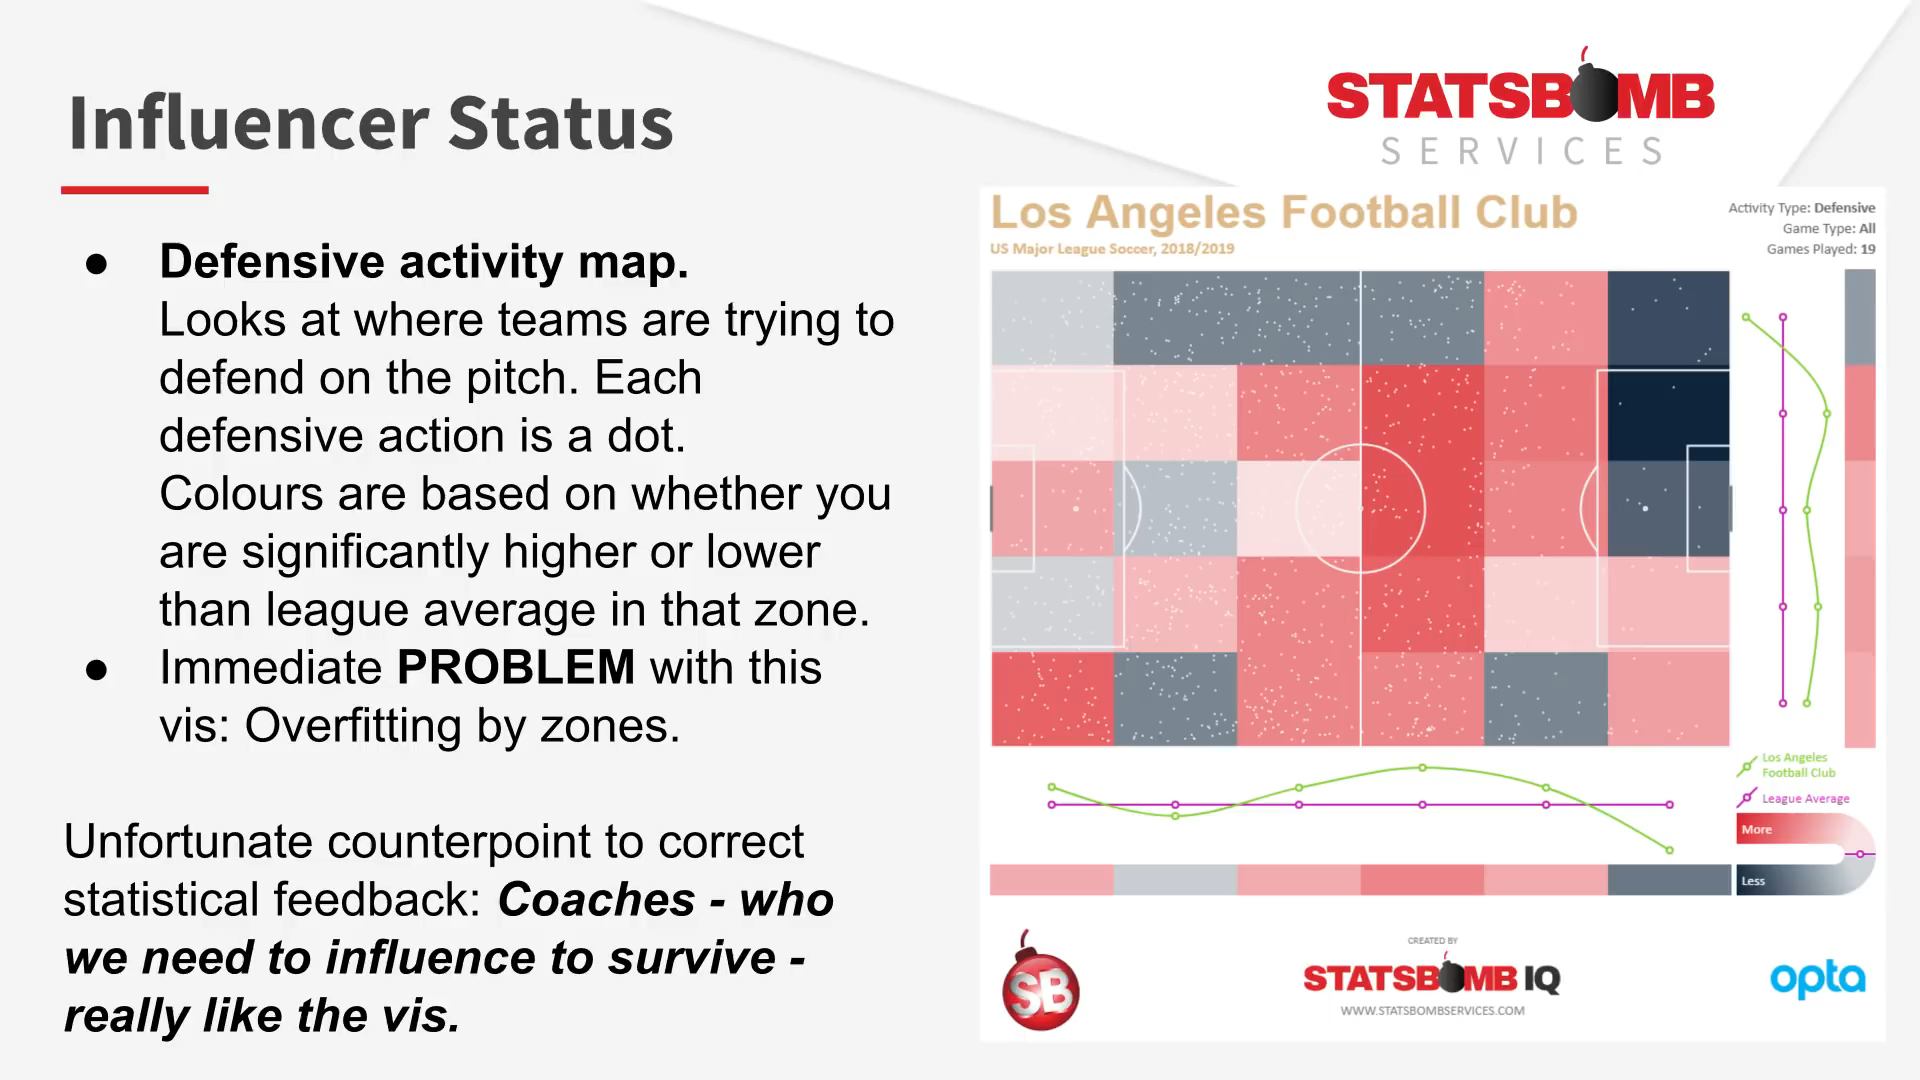 Influencer Status
STATSBOMB
SERVICES
● Defensive activity map.
Looks at where teams are trying to
defend on the pitch. Each
defensive action is a dot.
Colours are based on whether you
are significantly higher or lower
than league average in that zone.
● Immediate PROBLEM with this
vis: Overfitting by zones.
Unfortunate counterpoint to correct
statistical feedback: Coaches - who
we need to influence to survive -
really like the vis.
Los Angeles Football Club
US Major League Soccer, 2018/2019
Activity Type: Defensive
Game Type: All
Games Played: 19
Los Angeles
Football Club
League Average
More
Less
SB
CREATED BY
STATSBOMB IQ
WWW.STATSBOMBSERVICES.COM
opta